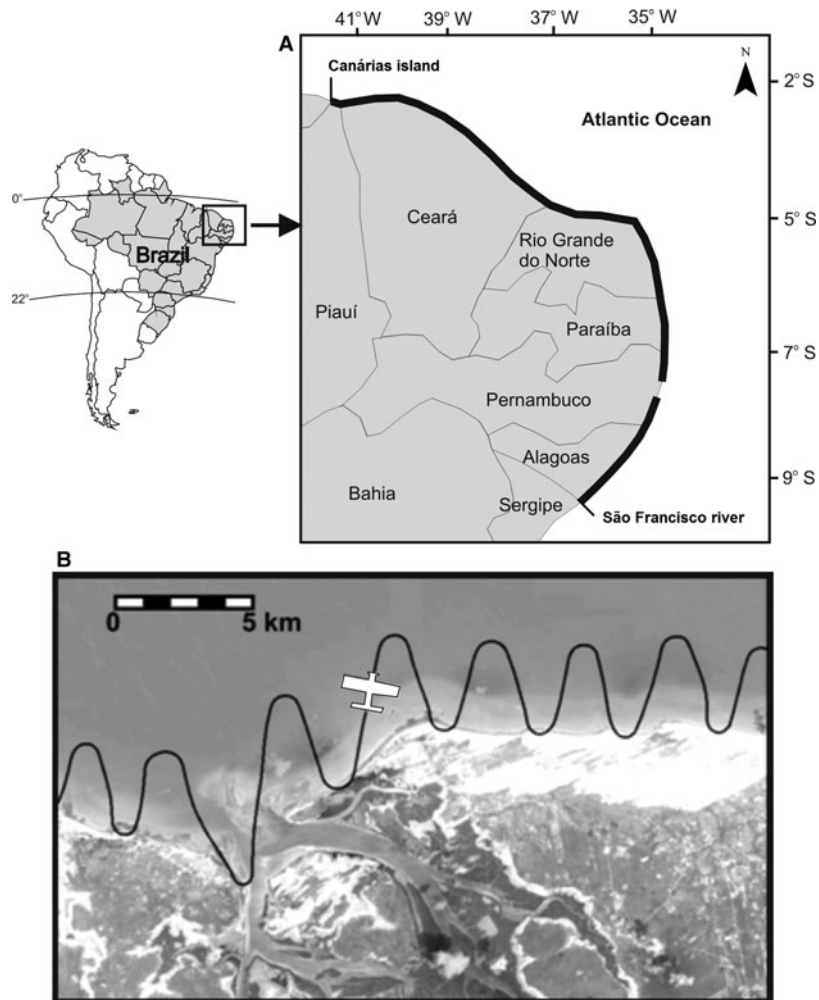 41° W 39° W 37° W 35° W
A
Canárias island
N
2° S
Atlantic Ocean
0°
Ceará
5° S
Brazil
Rio Grande
do Norte
22°
Piauí
Paraíba
7° S
Pernambuco
Alagoas
Bahia
Sergipe
9° S
São Francisco river
B
0 5 km